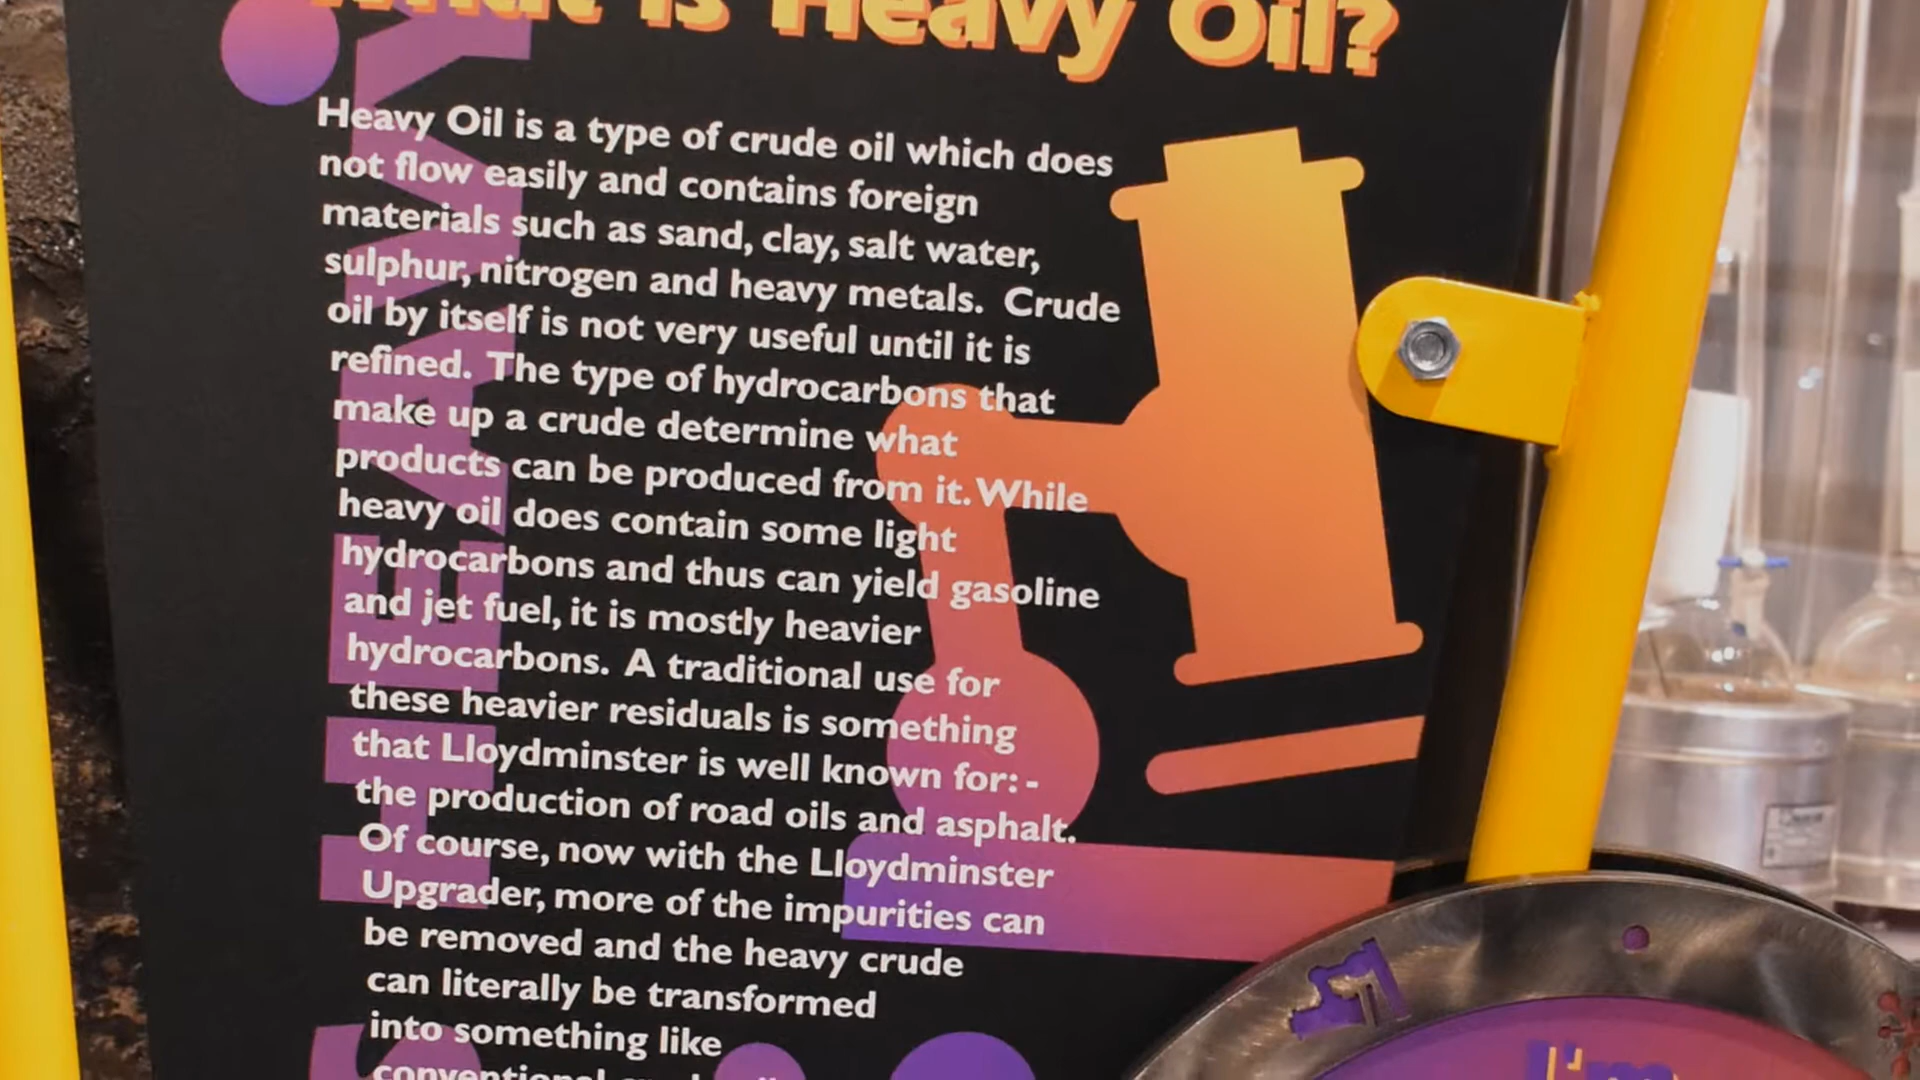 What is Heavy Oil?
Heavy Oil is a type of crude oil which does
not flow easily and contains foreign
materials such as sand, clay, salt water,
sulphur, nitrogen and heavy metals. Crude
oil by itself is not very useful until it is
refined. The type of hydrocarbons that
make up a crude determine what
products can be produced from it. While
heavy oil does contain some light
hydrocarbons and thus can yield gasoline
and jet fuel, it is mostly heavier
hydrocarbons. A traditional use for
these heavier residuals is something
that Lloydminster is well known for: -
the production of road oils and asphalt.
Of course, now with the Lloydminster
Upgrader, more of the impurities can
be removed and the heavy crude
can literally be transformed
into something like
conventional
HEAVY
I'm